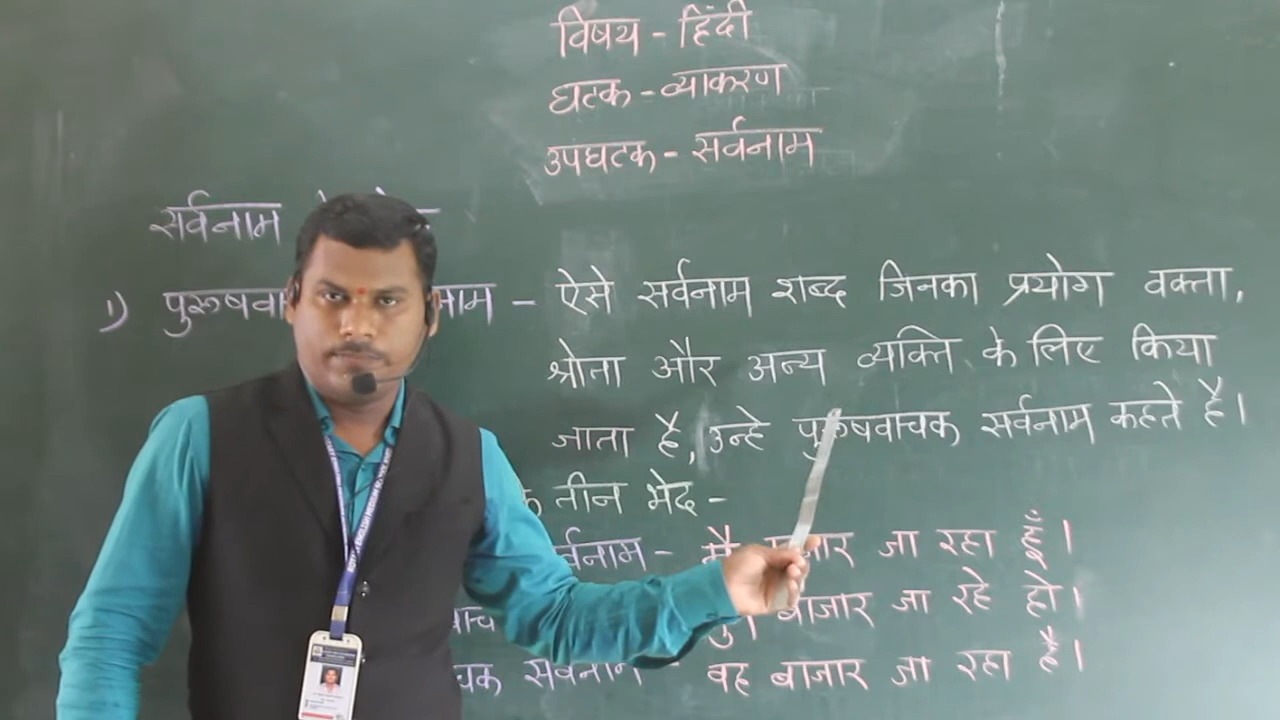 विषय - हिंदी
घटक - व्याकरण
उपघटक - सर्वनाम
सर्वनाम
१) पुरूषवा नाम - ऐसे सर्वनाम शब्द जिनका प्रयोग वक्ता,
श्रोता और अन्य व्यक्ति के लिए किया
जाता है, उन्हे पुरूषवाचक सर्वनाम कहते है।
तीन भेद -
र्वनाम - मै जा रहा हूँ।
बाजार जा रहे हो।
चक सर्वनाम - वह बाजार जा रहा है।